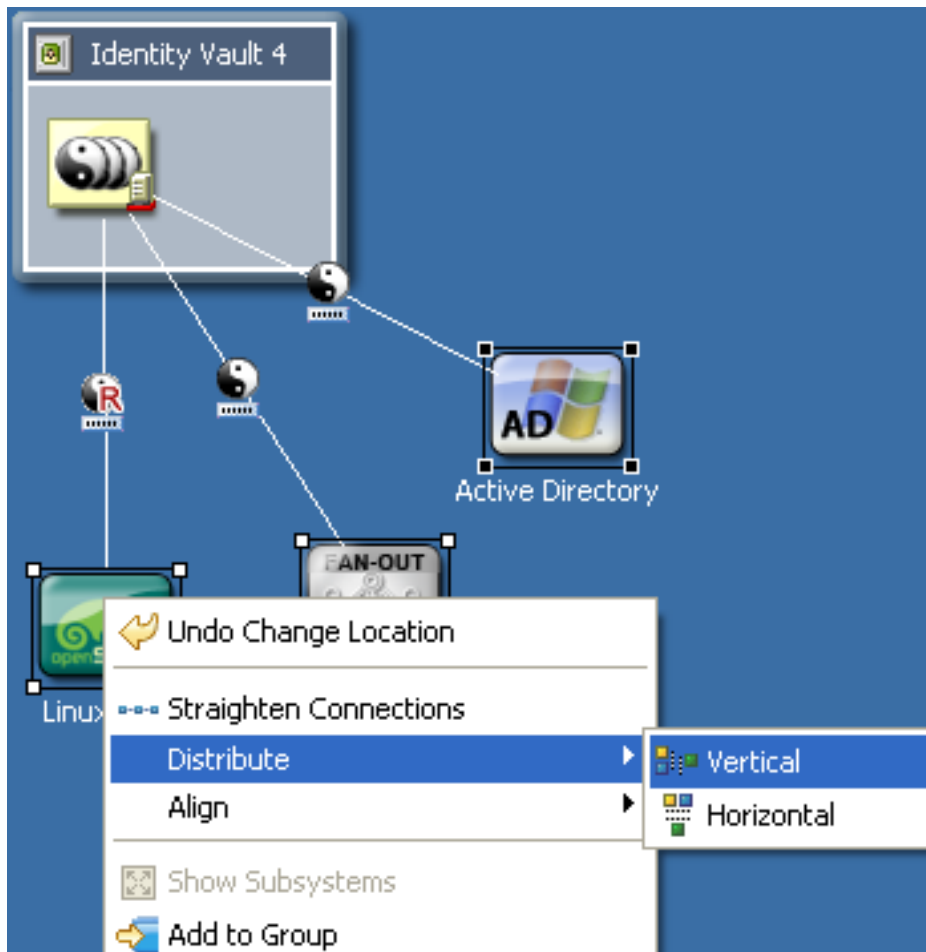 Identity Vault 4
R
AD
Active Directory
FAN-OUT
openS
Linux
Undo Change Location
Straighten Connections
Distribute
Vertical
Align
Horizontal
Show Subsystems
Add to Group